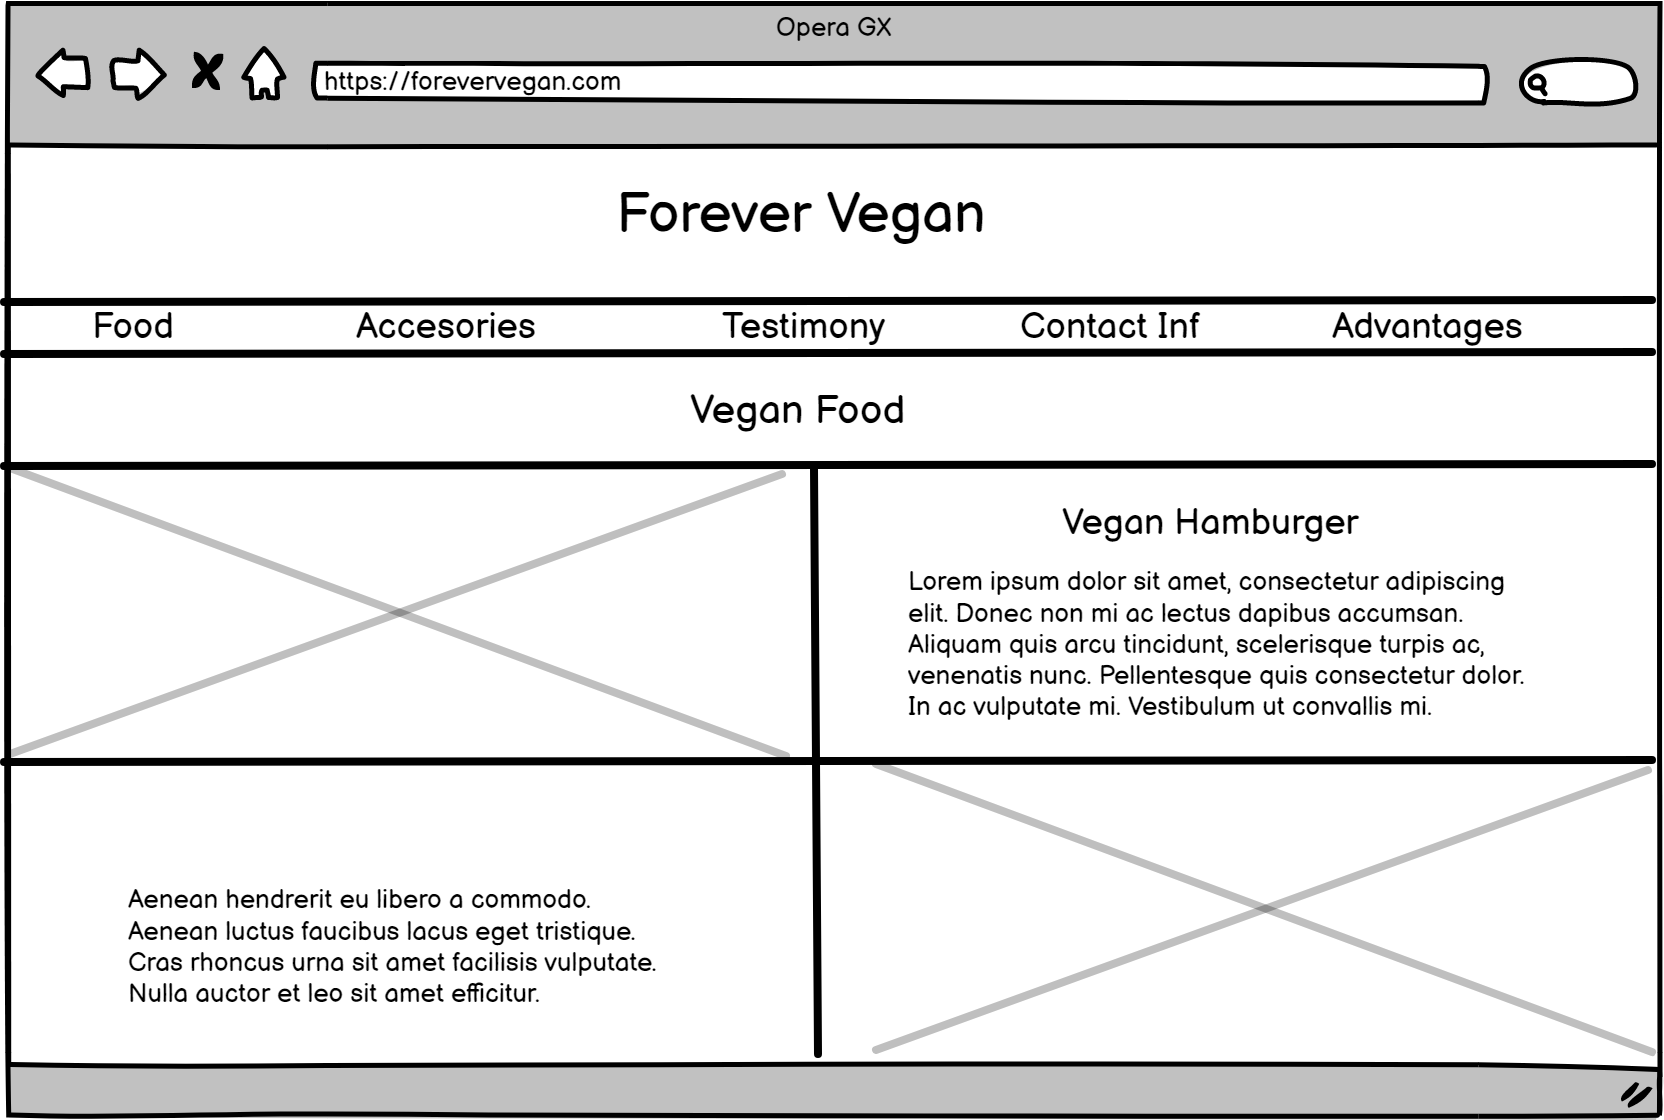 Opera GX
https://forevervegan.com
Forever Vegan
Food Accesories Testimony Contact Inf Advantages
Vegan Food
Vegan Hamburger
Lorem ipsum dolor sit amet, consectetur adipiscing
elit. Donec non mi ac lectus dapibus accumsan.
Aliquam quis arcu tincidunt, scelerisque turpis ac,
venenatis nunc. Pellentesque quis consectetur dolor.
In ac vulputate mi. Vestibulum ut convallis mi.
Aenean hendrerit eu libero a commodo.
Aenean luctus faucibus lacus eget tristique.
Cras rhoncus urna sit amet facilisis vulputate.
Nulla auctor et leo sit amet efficitur.